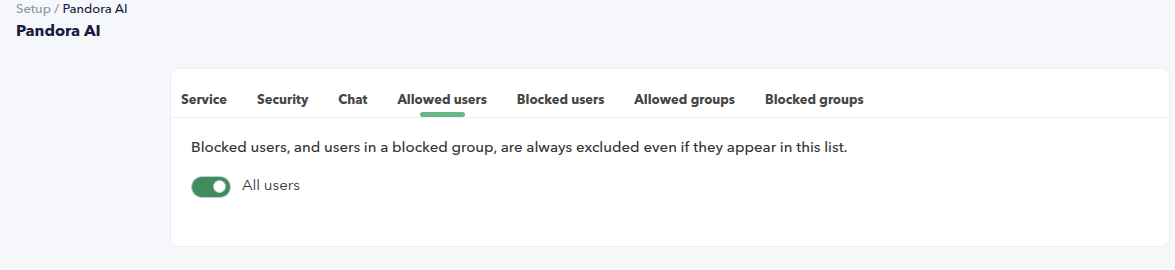 Setup / Pandora AI
Pandora AI
Service Security Chat Allowed users Blocked users Allowed groups Blocked groups
Blocked users, and users in a blocked group, are always excluded even if they appear in this list.
All users